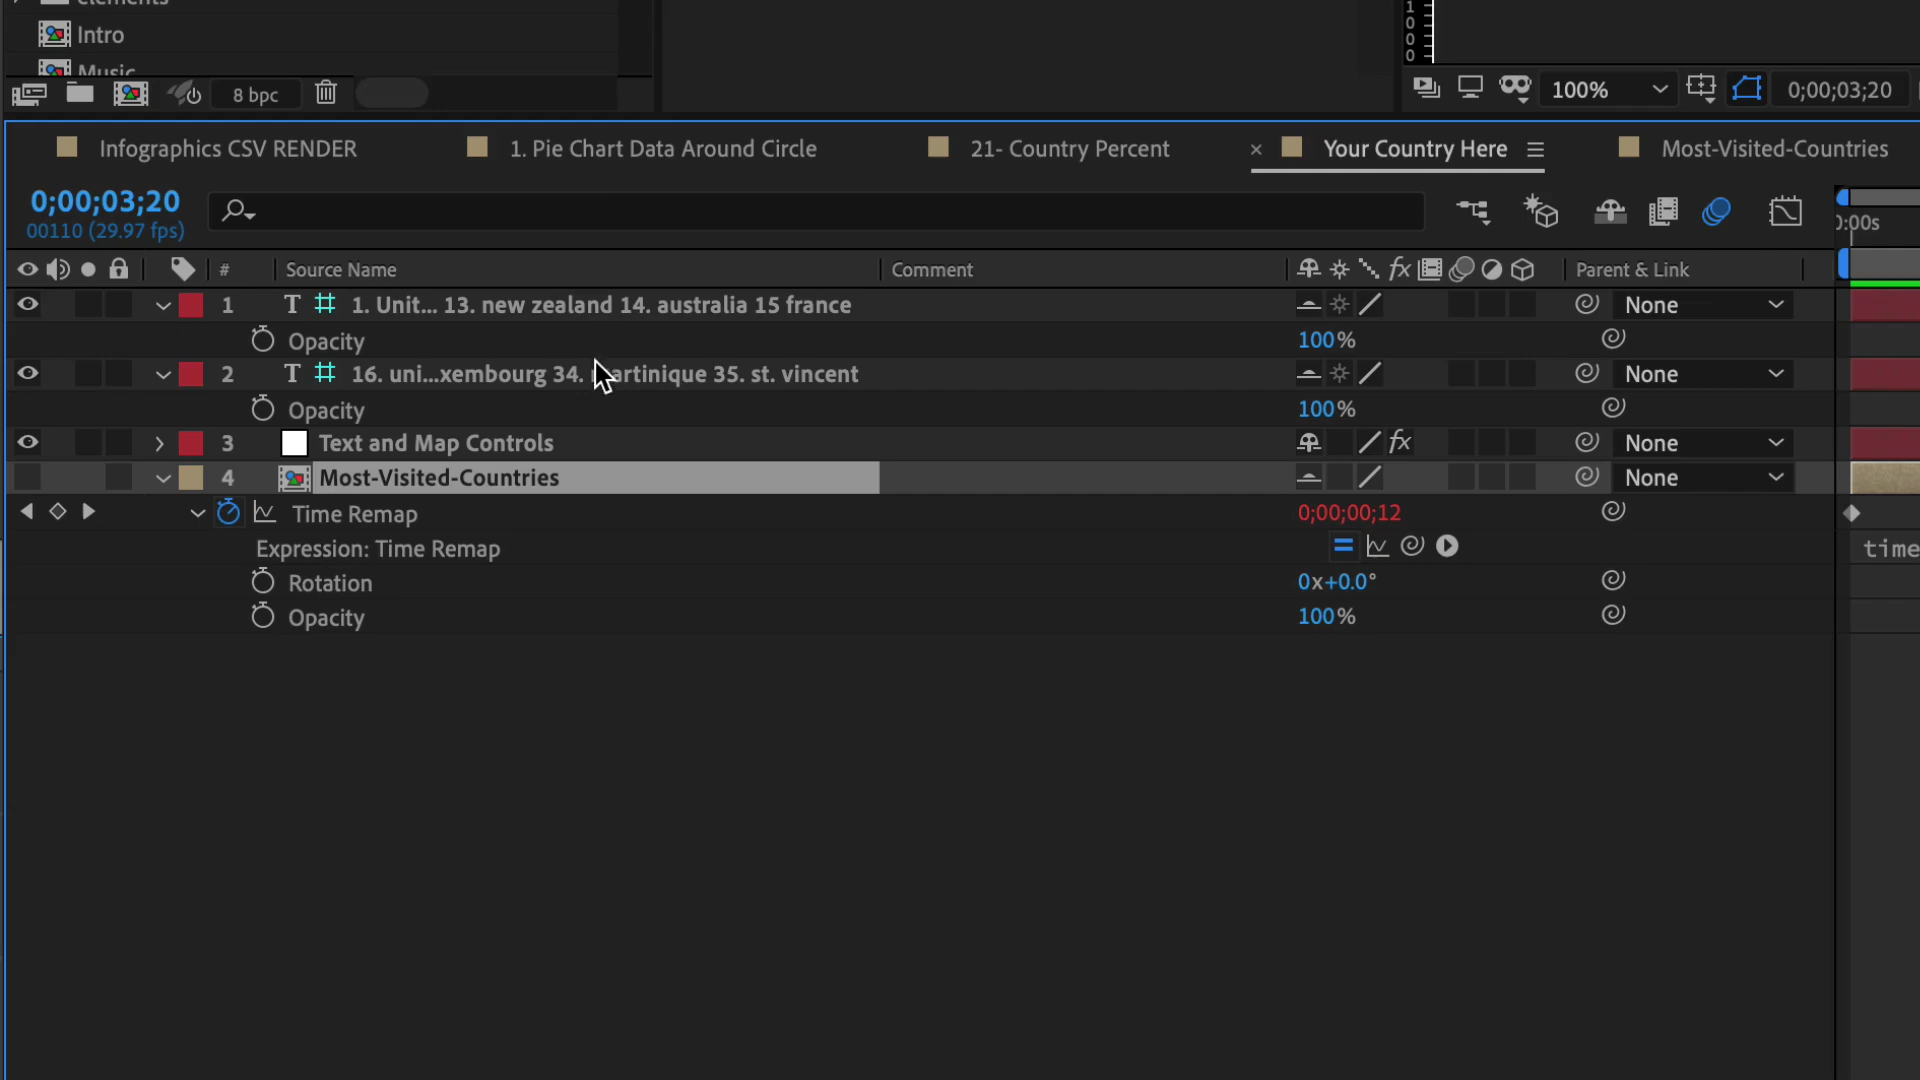 Intro
Music
8 bpc
100%
0;00;03;20
Infographics CSV RENDER
1. Pie Chart Data Around Circle
21- Country Percent
Your Country Here
Most-Visited-Countries
0;00;03;20
00110 (29.97 fps)
0:00s
#
Source Name
Comment
fx
Parent & Link
1
T
1. Unit... 13. new zealand 14. australia 15 france
None
Opacity
100%
2
T
16. uni...xembourg 34. martinique 35. st. vincent
None
Opacity
100%
3
Text and Map Controls
fx
None
4
Most-Visited-Countries
None
Time Remap
0;00;00;12
Expression: Time Remap
time
Rotation
0x+0.0°
Opacity
100%